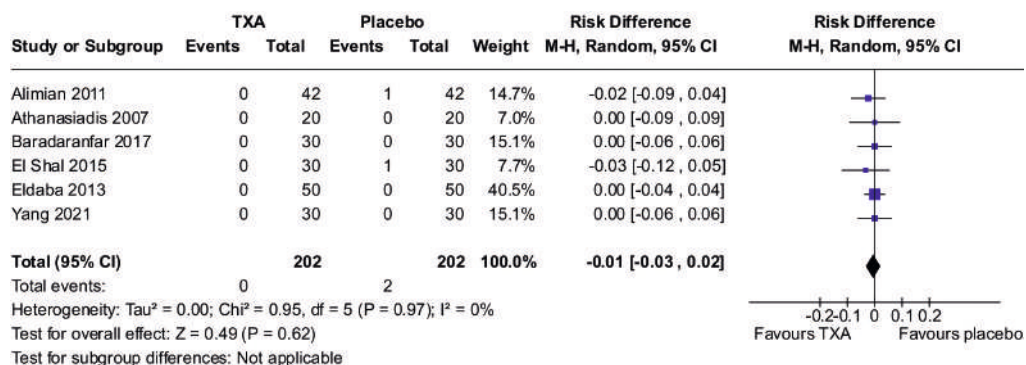 TXA Placebo Risk Difference Risk Difference
Study or Subgroup Events Total Events Total Weight M-H, Random, 95% CI M-H, Random, 95% CI
Alimian 2011 0 42 1 42 14.7% -0.02 [-0.09 , 0.04]
Athanasiadis 2007 0 20 0 20 7.0% 0.00 [-0.09 , 0.09]
Baradaranfar 2017 0 30 0 30 15.1% 0.00 [-0.06 , 0.06]
El Shal 2015 0 30 1 30 7.7% -0.03 [-0.12 , 0.05]
Eldaba 2013 0 50 0 50 40.5% 0.00 [-0.04 , 0.04]
Yang 2021 0 30 0 30 15.1% 0.00 [-0.06 , 0.06]
Total (95% CI) 202 202 100.0% -0.01 [-0.03 , 0.02]
Total events: 0 2
Heterogeneity: Tau² = 0.00; Chi² = 0.95, df = 5 (P = 0.97); I² = 0%
-0.2 -0.1 0 0.1 0.2
Test for overall effect: Z = 0.49 (P = 0.62) Favours TXA Favours placebo
Test for subgroup differences: Not applicable